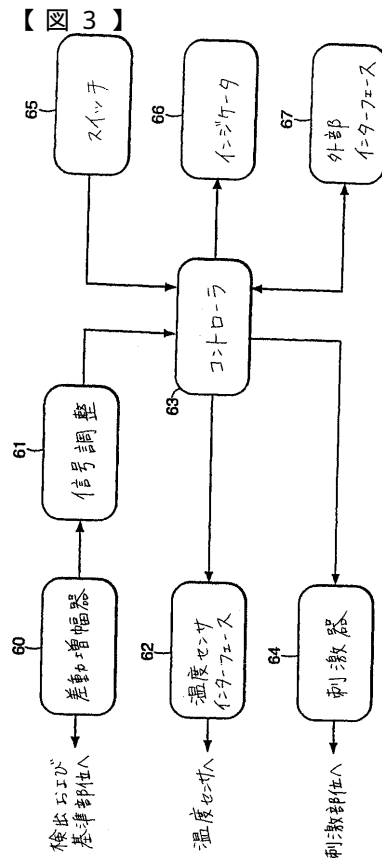 【図3】
検出および
基準部位へ
60
差動増幅器
61
信号調整
65
スイッチ
温度センサへ
62
温度センサ
インターフェース
63
コントローラ
66
インジケータ
刺激部位へ
64
刺激器
67
外部
インターフェース